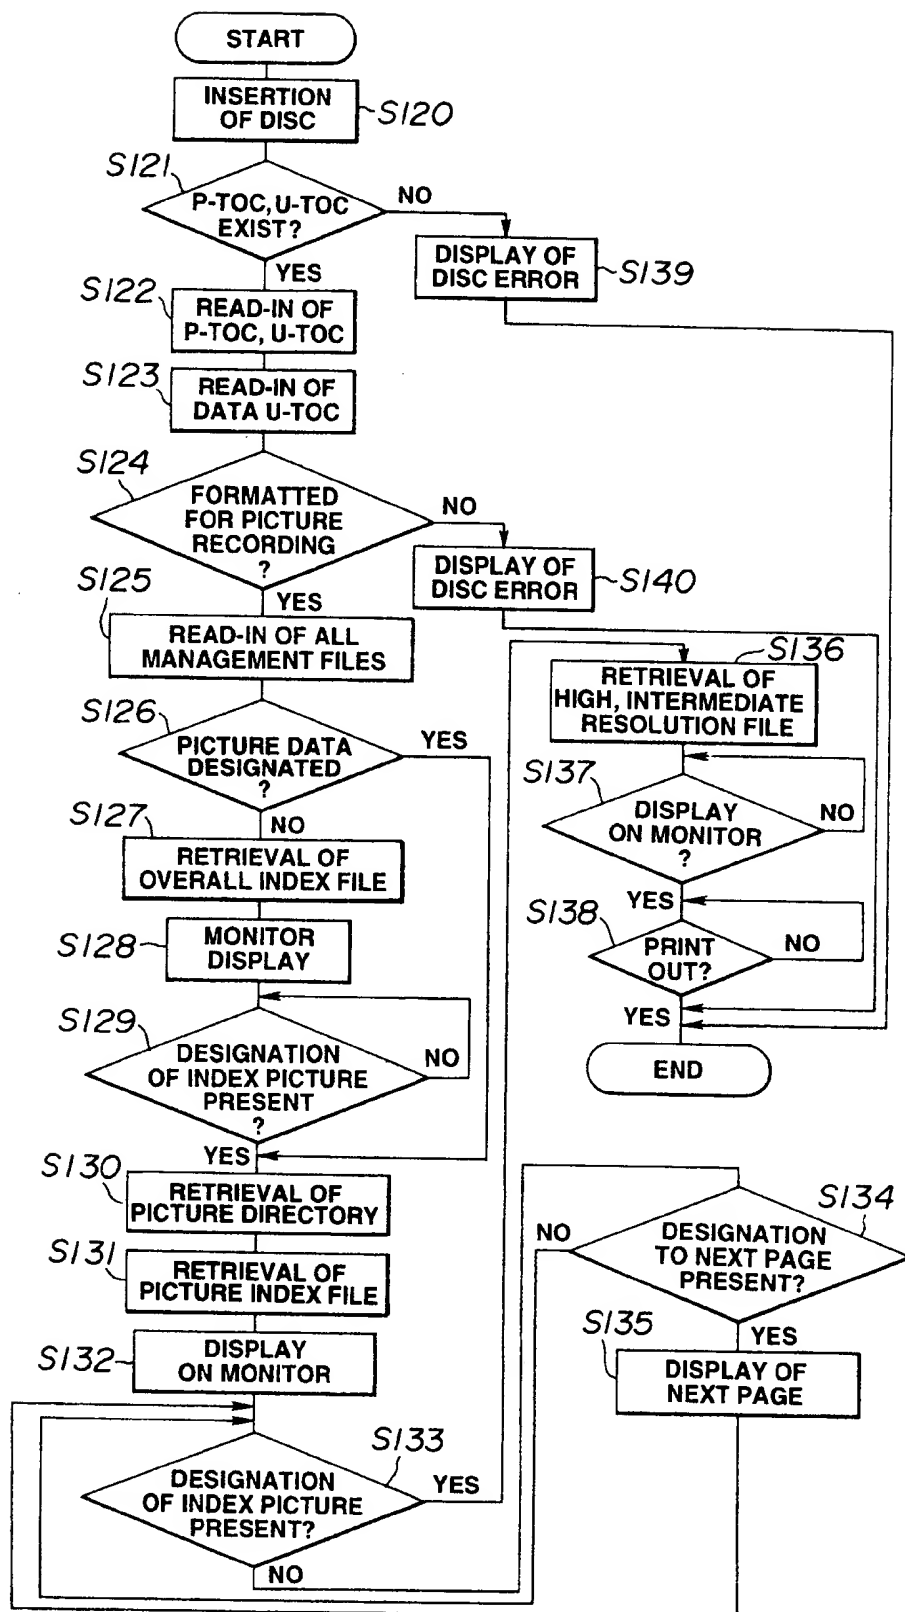 START
INSERTION
OF DISC
S120
S121
P-TOC, U-TOC
EXIST?
NO
YES
DISPLAY OF
DISC ERROR
S139
S122
READ-IN OF
P-TOC, U-TOC
S123
READ-IN OF
DATA U-TOC
S124
FORMATTED
FOR PICTURE
RECORDING
?
NO
YES
DISPLAY OF
DISC ERROR
S140
S125
READ-IN OF ALL
MANAGEMENT FILES
S126
PICTURE DATA
DESIGNATED
?
YES
NO
S127
RETRIEVAL OF
OVERALL INDEX FILE
S128
MONITOR
DISPLAY
S129
DESIGNATION
OF INDEX PICTURE
PRESENT
?
NO
YES
S130
RETRIEVAL OF
PICTURE DIRECTORY
S131
RETRIEVAL OF
PICTURE INDEX FILE
S132
DISPLAY
ON MONITOR
S133
DESIGNATION
OF INDEX PICTURE
PRESENT?
YES
NO
S134
DESIGNATION
TO NEXT PAGE
PRESENT?
NO
YES
S135
DISPLAY OF
NEXT PAGE
S136
RETRIEVAL OF
HIGH, INTERMEDIATE
RESOLUTION FILE
S137
DISPLAY
ON MONITOR
?
NO
YES
S138
PRINT
OUT?
NO
YES
END